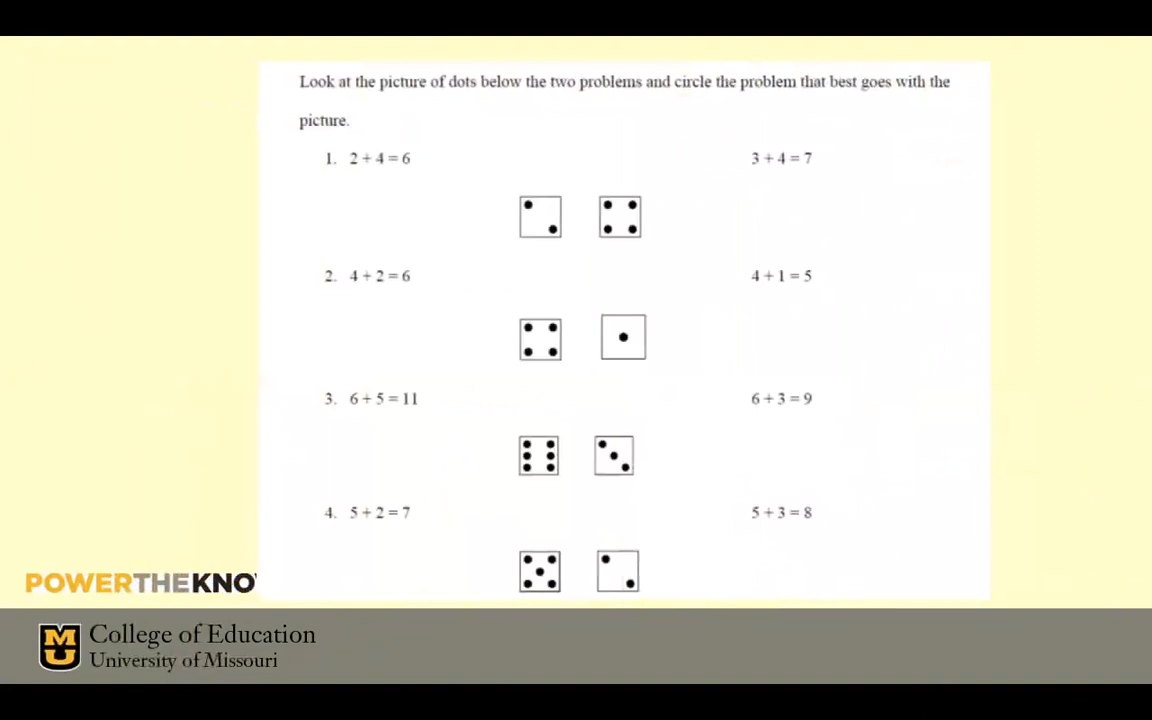 Look at the picture of dots below the two problems and circle the problem that best goes with the
picture.
1. 2 + 4 = 6 3 + 4 = 7
2. 4 + 2 = 6 4 + 1 = 5
3. 6 + 5 = 11 6 + 3 = 9
4. 5 + 2 = 7 5 + 3 = 8
POWERTHEKNO
MU College of Education
University of Missouri